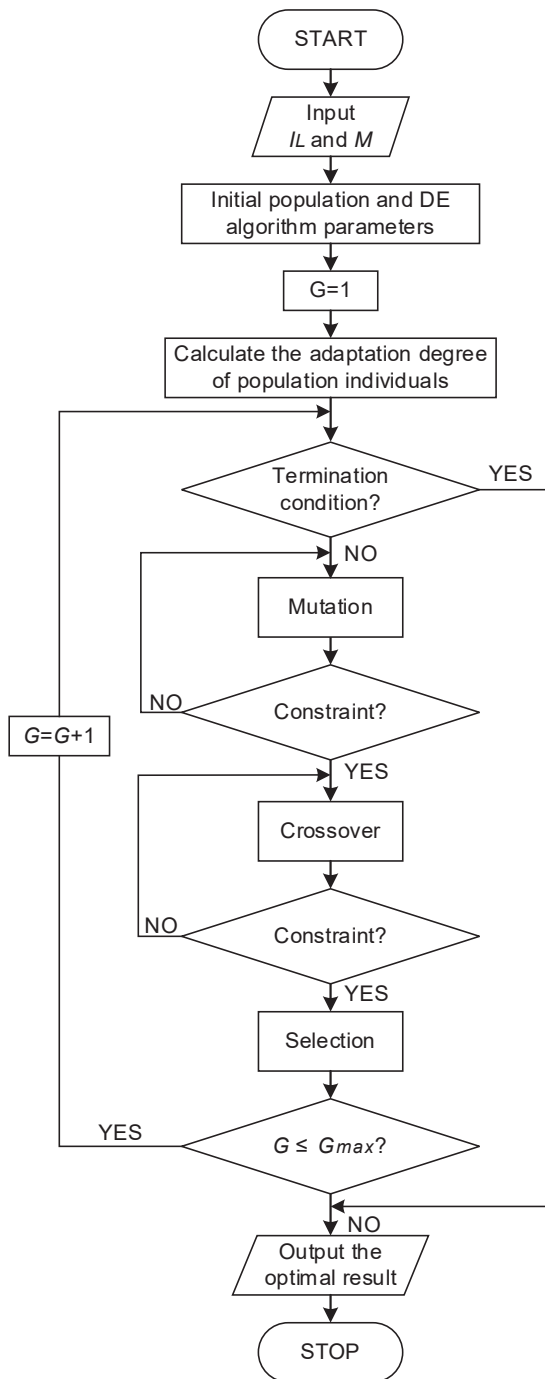 START
Input
IL and M
Initial population and DE
algorithm parameters
G=1
Calculate the adaptation degree
of population individuals
Termination
condition?
YES
NO
Mutation
Constraint?
NO
G=G+1
YES
Crossover
Constraint?
NO
YES
Selection
G ≤ Gmax?
YES
NO
Output the
optimal result
STOP